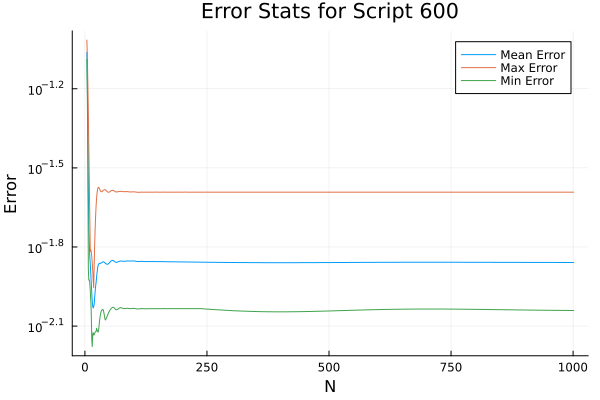 Error Stats for Script 600
Mean Error
Max Error
Min Error
Error
10^-1.2
10^-1.5
10^-1.8
10^-2.1
0
250
500
750
1000
N